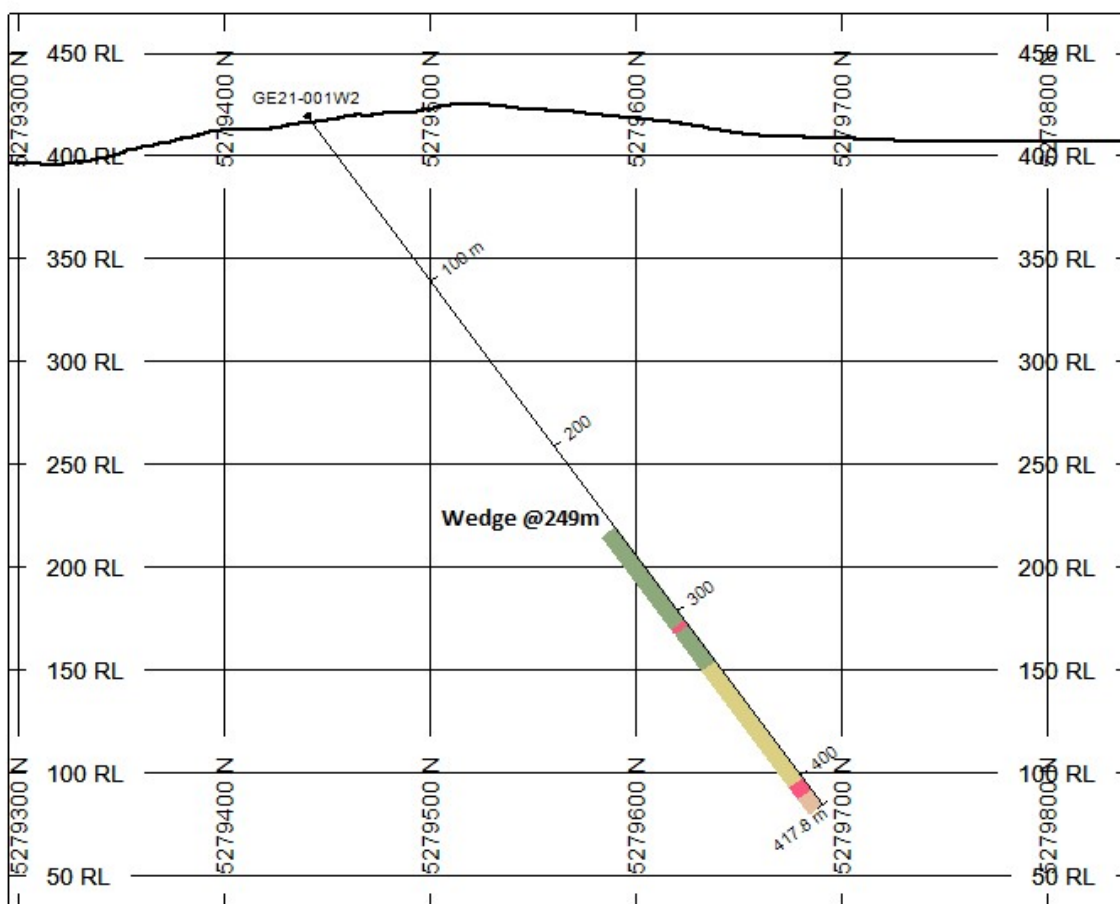 450 RL
450 RL
5279300 N
5279400 N
5279500 N
5279600 N
5279700 N
5279800 N
GE21-001W2
400 RL
400 RL
350 RL
100 m
350 RL
300 RL
300 RL
250 RL
200
250 RL
Wedge @249m
200 RL
300
200 RL
150 RL
150 RL
100 RL
400
100 RL
5279300 N
5279400 N
5279500 N
5279600 N
417.8 m
5279700 N
5279800 N
50 RL
50 RL